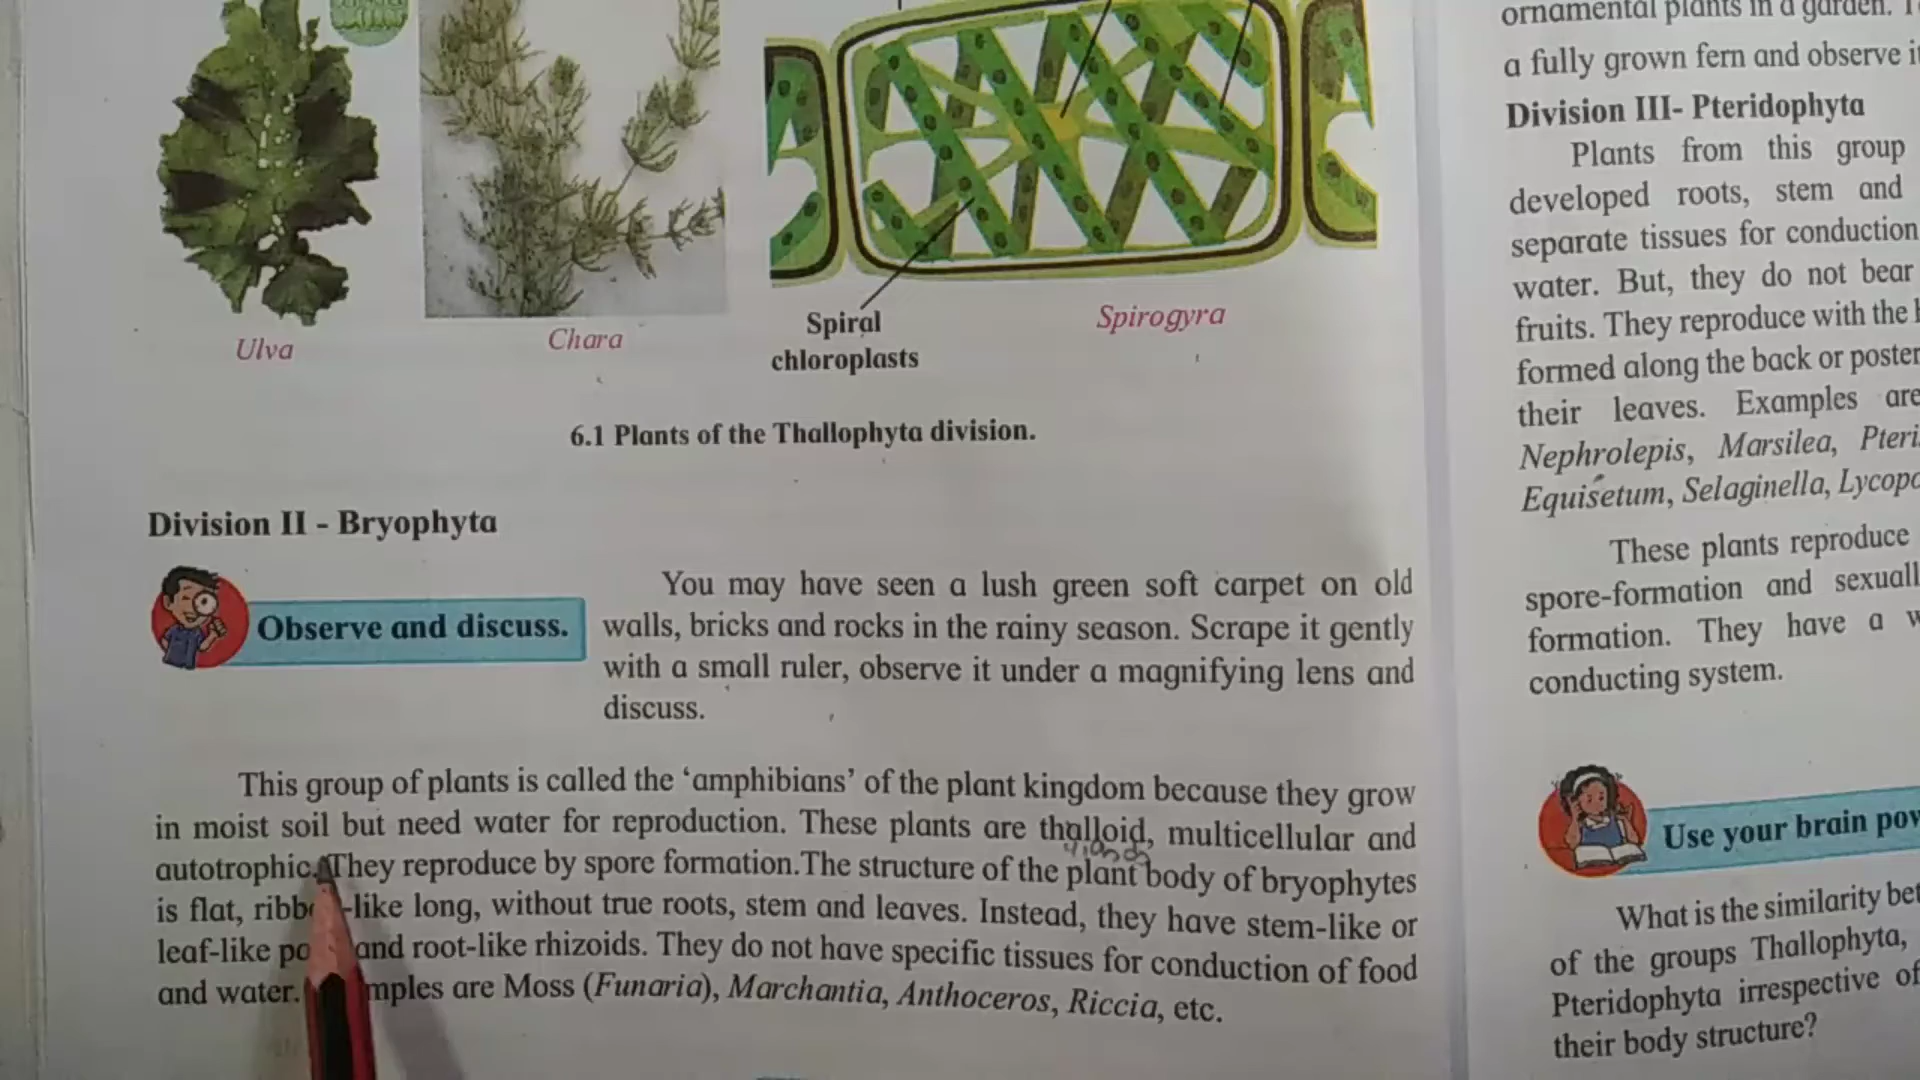 Ulva
Chara
Spiral
chloroplasts
Spirogyra
6.1 Plants of the Thallophyta division.
Division II - Bryophyta
Observe and discuss.
You may have seen a lush green soft carpet on old
walls, bricks and rocks in the rainy season. Scrape it gently
with a small ruler, observe it under a magnifying lens and
discuss.
This group of plants is called the ‘amphibians’ of the plant kingdom because they grow
in moist soil but need water for reproduction. These plants are thalloid, multicellular and
autotrophic. They reproduce by spore formation.The structure of the plant body of bryophytes
is flat, -like long, without true roots, stem and leaves. Instead, they have stem-like or
leaf-like and root-like rhizoids. They do not have specific tissues for conduction of food
and water. are Moss (Funaria), Marchantia, Anthoceros, Riccia, etc.
ornamental plants in a garden.
a fully grown fern and observe
Division III- Pteridophyta
Plants from this group
developed roots, stem and
separate tissues for conduction
water. But, they do not bear
fruits. They reproduce with the
formed along the back or
their leaves. Examples are
Nephrolepis, Marsilea,
Equisetum, Selaginella,
These plants reproduce
spore-formation and
formation. They have a
conducting system.
Use your brain
What is the similarity
of the groups Thallophyta,
Pteridophyta irrespective of
their body structure?